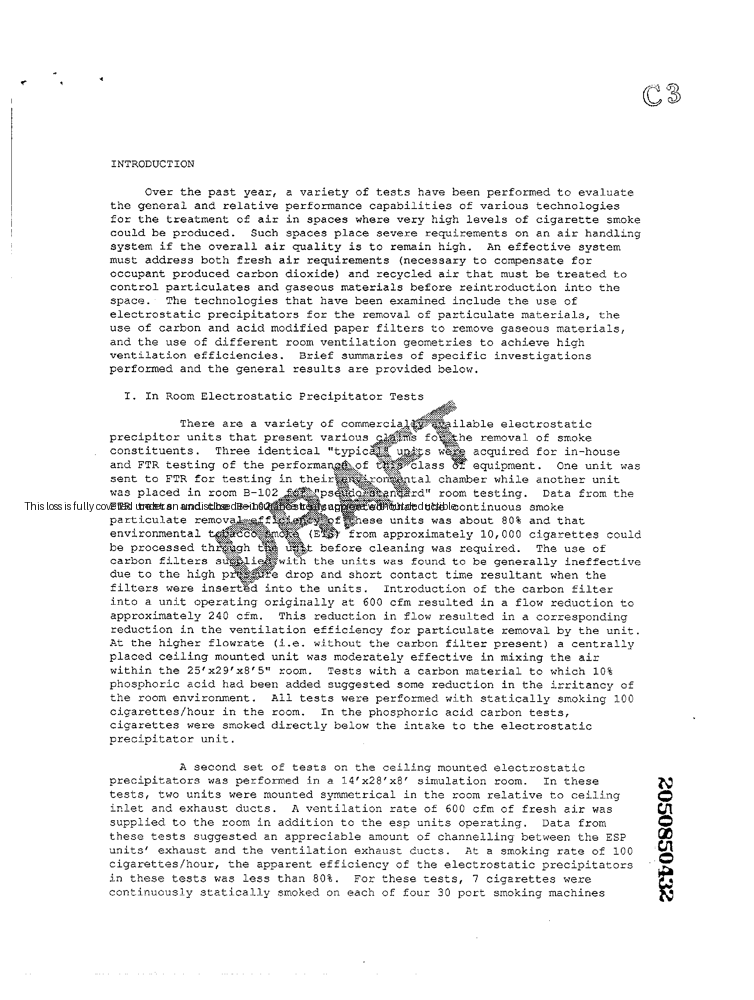 C3
INTRODUCTION
Over the past year, a variety of tests have been performed to evaluate
the general and relative performance capabilities of various technologies
for the treatment of air in spaces where very high levels of cigarette smoke
could be produced. Such spaces place severe requirements on an air handling
system if the overall air quality is to remain high. An effective system
must address both fresh air requirements (necessary to compensate for
occupant produced carbon dioxide) and recycled air that must be treated to
control particulates and gaseous materials before reintroduction into the
space. The technologies that have been examined include the use of
electrostatic precipitators for the removal of particulate materials, the
use of carbon and acid modified paper filters to remove gaseous materials,
and the use of different room ventilation geometries to achieve high
ventilation efficiencies. Brief summaries of specific investigations
performed and the general results are provided below.
I. In Room Electrostatic Precipitator Tests
There are a variety of commercially available electrostatic
precipitor units that present various claims for the removal of smoke
constituents. Three identical "typical" units were acquired for in-house
and FTR testing of the performance of this class of equipment. One unit was
sent to FTR for testing in their environmental chamber while another unit
was placed in room B-102 for "pseudo-standard" room testing. Data from the
This loss is fully continuous smoke
particulate removal efficiency of these units was about 80% and that
environmental tobacco smoke (ETS) from approximately 10,000 cigarettes could
be processed through the unit before cleaning was required. The use of
carbon filters supplied with the units was found to be generally ineffective
due to the high pressure drop and short contact time resultant when the
filters were inserted into the units. Introduction of the carbon filter
into a unit operating originally at 600 cfm resulted in a flow reduction to
approximately 240 cfm. This reduction in flow resulted in a corresponding
reduction in the ventilation efficiency for particulate removal by the unit.
At the higher flowrate (i.e. without the carbon filter present) a centrally
placed ceiling mounted unit was moderately effective in mixing the air
within the 25'x29'x8'5" room. Tests with a carbon material to which 10%
phosphoric acid had been added suggested some reduction in the irritancy of
the room environment. All tests were performed with statically smoking 100
cigarettes/hour in the room. In the phosphoric acid carbon tests,
cigarettes were smoked directly below the intake to the electrostatic
precipitator unit.
A second set of tests on the ceiling mounted electrostatic
precipitators was performed in a 14'x28'x8' simulation room. In these
tests, two units were mounted symmetrical in the room relative to ceiling
inlet and exhaust ducts. A ventilation rate of 600 cfm of fresh air was
supplied to the room in addition to the esp units operating. Data from
these tests suggested an appreciable amount of channelling between the ESP
units' exhaust and the ventilation exhaust ducts. At a smoking rate of 100
cigarettes/hour, the apparent efficiency of the electrostatic precipitators
in these tests was less than 80%. For these tests, 7 cigarettes were
continuously statically smoked on each of four 30 port smoking machines
DRAFT
2050850432